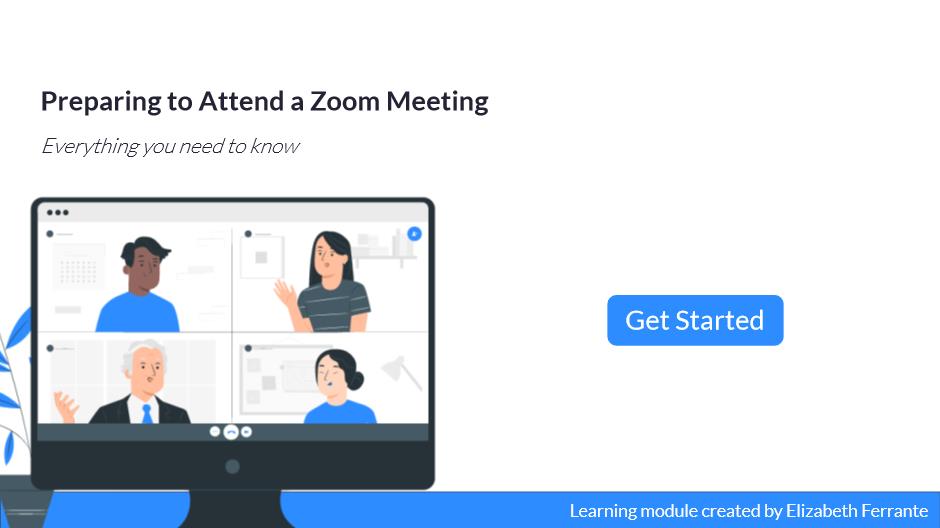 Preparing to Attend a Zoom Meeting
Everything you need to know
Get Started
Learning module created by Elizabeth Ferrante